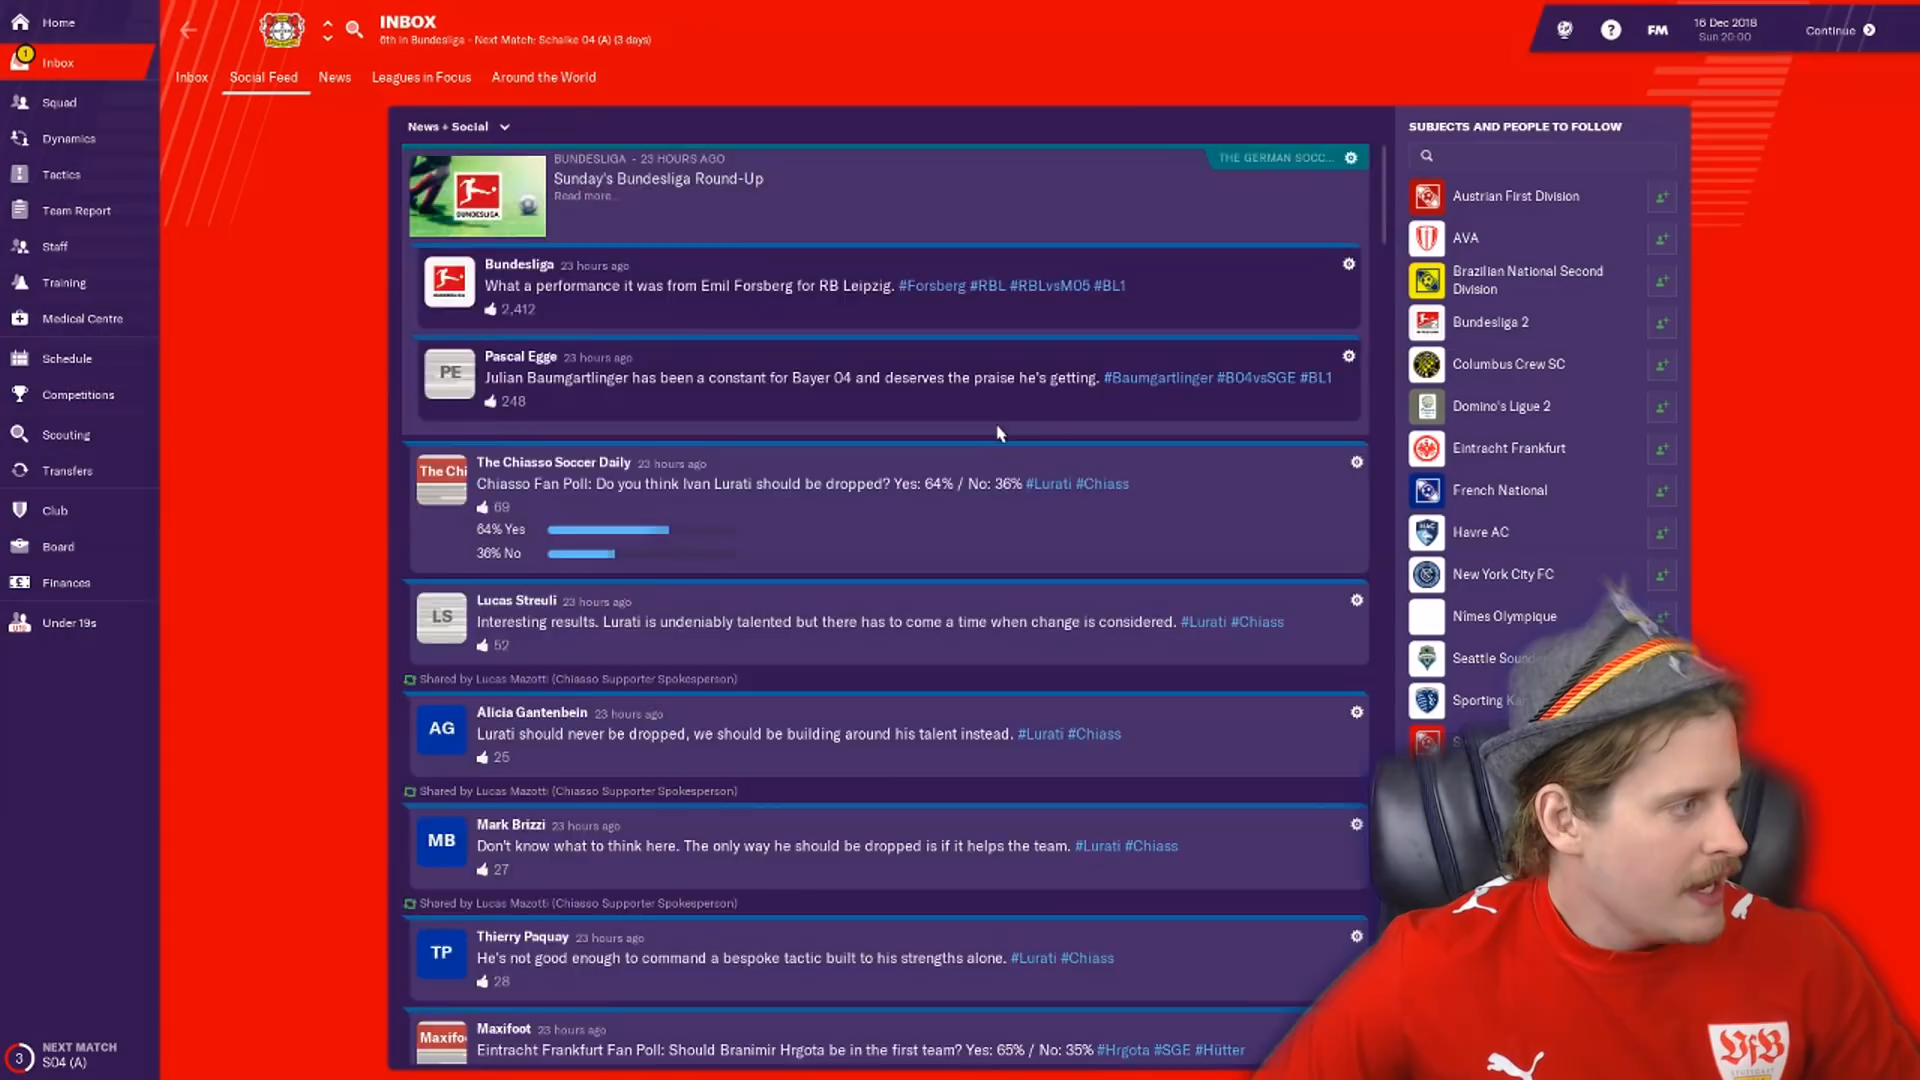 Home
INBOX
6th in Bundesliga - Next Match: Schalke 04 (A) (3 days)
FM
16 Dec 2018
Sun 20:00
Continue
1
Inbox
Inbox
Social Feed
News
Leagues in Focus
Around the World
Squad
Dynamics
Tactics
Team Report
Staff
Training
Medical Centre
Schedule
Competitions
Scouting
Transfers
Club
Board
Finances
Under 19s
3
NEXT MATCH
S04 (A)
News + Social
BUNDESLIGA - 23 HOURS AGO
THE GERMAN SOCC...
Sunday's Bundesliga Round-Up
Read more...
BUNDESLIGA
Bundesliga 23 hours ago
What a performance it was from Emil Forsberg for RB Leipzig. #Forsberg #RBL #RBLvsM05 #BL1
2,412
PE
Pascal Egge 23 hours ago
Julian Baumgartlinger has been a constant for Bayer 04 and deserves the praise he's getting. #Baumgartlinger #B04vsSGE #BL1
248
The Chi
The Chiasso Soccer Daily 23 hours ago
Chiasso Fan Poll: Do you think Ivan Lurati should be dropped? Yes: 64% / No: 36% #Lurati #Chiass
69
64% Yes
36% No
LS
Lucas Streuli 23 hours ago
Interesting results. Lurati is undeniably talented but there has to come a time when change is considered. #Lurati #Chiass
52
Shared by Lucas Mazotti (Chiasso Supporter Spokesperson)
AG
Alicia Gantenbein 23 hours ago
Lurati should never be dropped, we should be building around his talent instead. #Lurati #Chiass
25
Shared by Lucas Mazotti (Chiasso Supporter Spokesperson)
MB
Mark Brizzi 23 hours ago
Don't know what to think here. The only way he should be dropped is if it helps the team. #Lurati #Chiass
27
Shared by Lucas Mazotti (Chiasso Supporter Spokesperson)
TP
Thierry Paquay 23 hours ago
He's not good enough to command a bespoke tactic built to his strengths alone. #Lurati #Chiass
28
Maxifo
Maxifoot 23 hours ago
Eintracht Frankfurt Fan Poll: Should Branimir Hrgota be in the first team? Yes: 65% / No: 35% #Hrgota #SGE #Hütter
SUBJECTS AND PEOPLE TO FOLLOW
Austrian First Division
AVA
Brazilian National Second
Division
Bundesliga 2
Columbus Crew SC
Domino's Ligue 2
Eintracht Frankfurt
French National
Havre AC
New York City FC
Nîmes Olympique
Seattle
Sporting
VfB